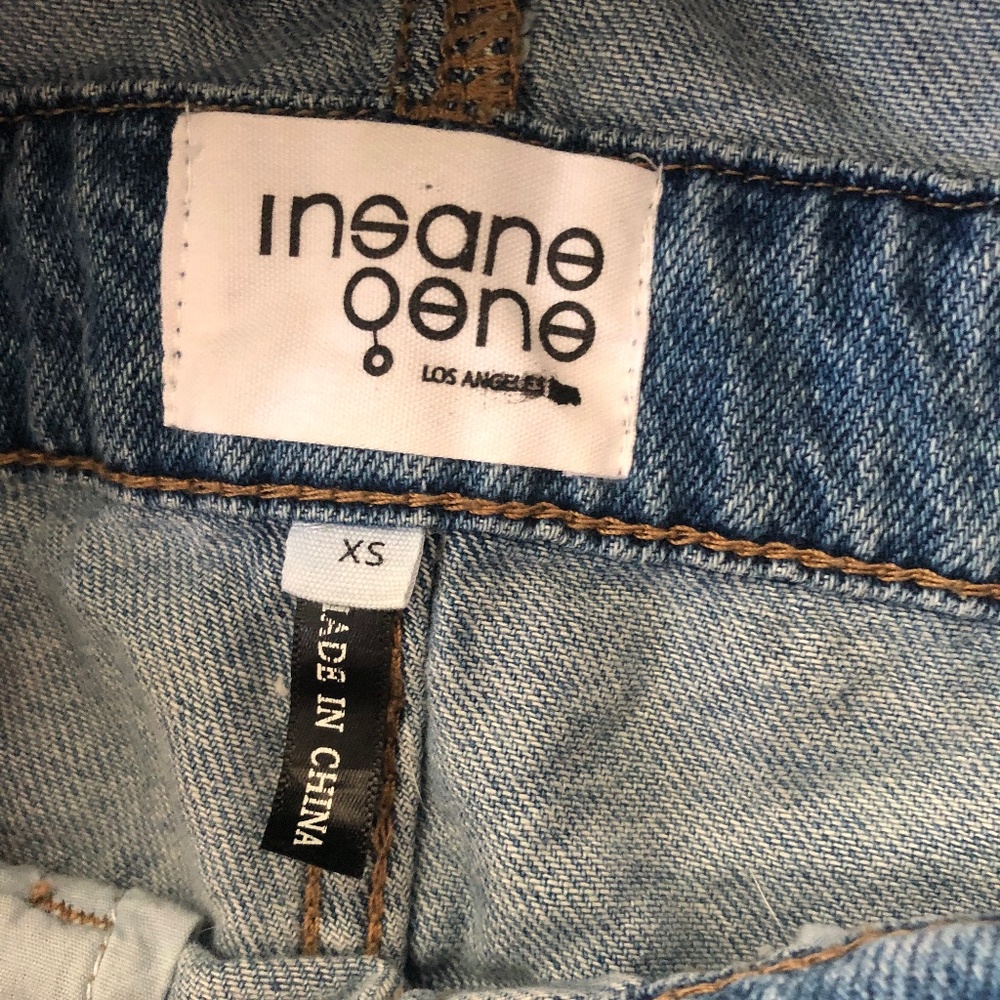 insane
gene
LOS ANGELES
XS
MADE IN CHINA